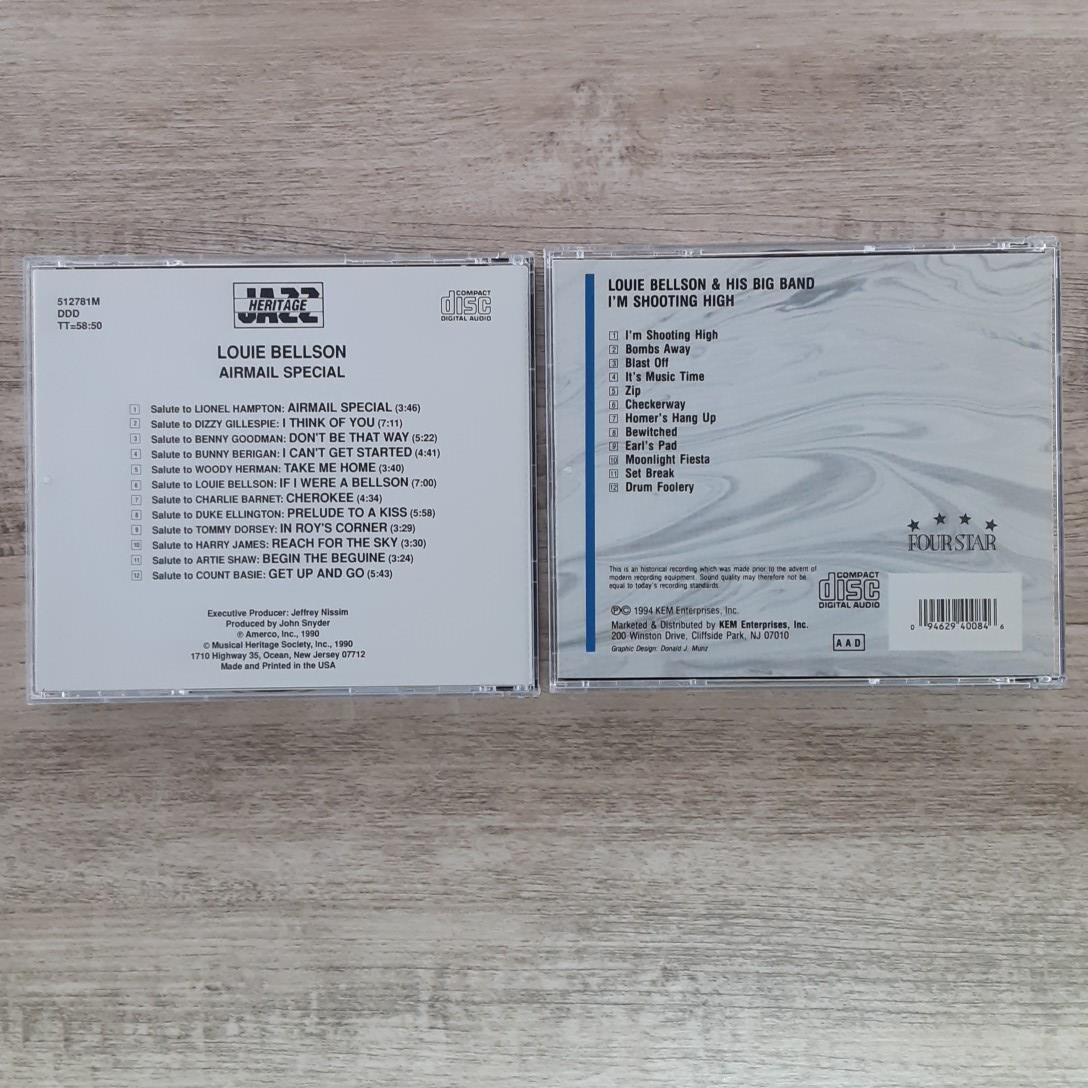 512781M
DDD
TT=58:50
JAZZ
HERITAGE
COMPACT
disc
DIGITAL AUDIO
LOUIE BELLSON
AIRMAIL SPECIAL
1 Salute to LIONEL HAMPTON: AIRMAIL SPECIAL (3:46)
2 Salute to DIZZY GILLESPIE: I THINK OF YOU (7:11)
3 Salute to BENNY GOODMAN: DON'T BE THAT WAY (5:22)
4 Salute to BUNNY BERIGAN: I CAN'T GET STARTED (4:41)
5 Salute to WOODY HERMAN: TAKE ME HOME (3:40)
6 Salute to LOUIE BELLSON: IF I WERE A BELLSON (7:00)
7 Salute to CHARLIE BARNET: CHEROKEE (4:34)
8 Salute to DUKE ELLINGTON: PRELUDE TO A KISS (5:58)
9 Salute to TOMMY DORSEY: IN ROY'S CORNER (3:29)
10 Salute to HARRY JAMES: REACH FOR THE SKY (3:30)
11 Salute to ARTIE SHAW: BEGIN THE BEGUINE (3:24)
12 Salute to COUNT BASIE: GET UP AND GO (5:43)
Executive Producer: Jeffrey Nissim
Produced by John Snyder
℗ Amerco, Inc., 1990
© Musical Heritage Society, Inc., 1990
1710 Highway 35, Ocean, New Jersey 07712
Made and Printed in the USA
LOUIE BELLSON & HIS BIG BAND
I'M SHOOTING HIGH
1 I'm Shooting High
2 Bombs Away
3 Blast Off
4 It's Music Time
5 Zip
6 Checkerway
7 Homer's Hang Up
8 Bewitched
9 Earl's Pad
10 Moonlight Fiesta
11 Set Break
12 Drum Foolery
FOUR STAR
This is an historical recording which was made prior to the advent of
modern recording equipment. Sound quality may therefore not be
equal to today's recording standards.
COMPACT
disc
DIGITAL AUDIO
℗© 1994 KEM Enterprises, Inc.
Marketed & Distributed by KEM Enterprises, Inc.
200 Winston Drive, Cliffside Park, NJ 07010
Graphic Design: Donald J. Munz
AAD
0 94629 40084 6